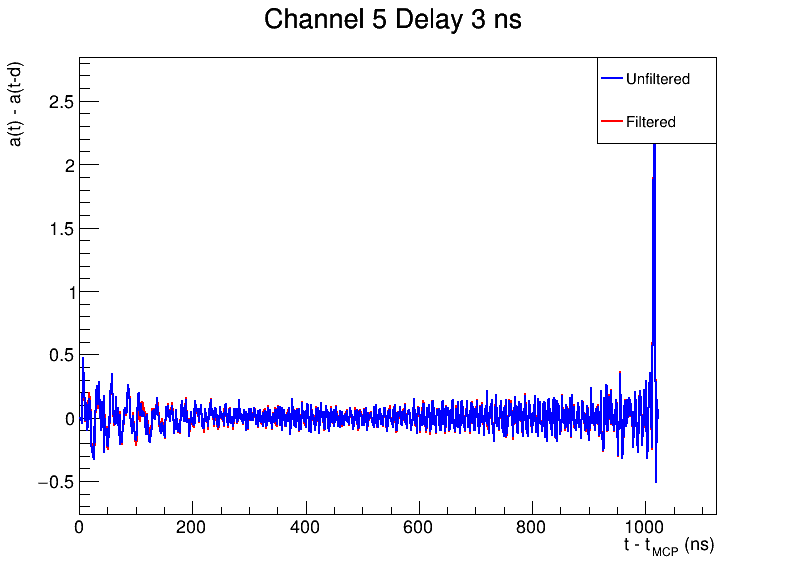 Channel 5 Delay 3 ns
a(t) - a(t-d)
Unfiltered
Filtered
2.5
2
1.5
1
0.5
0
−0.5
0 200 400 600 800 1000
t - tMCP (ns)